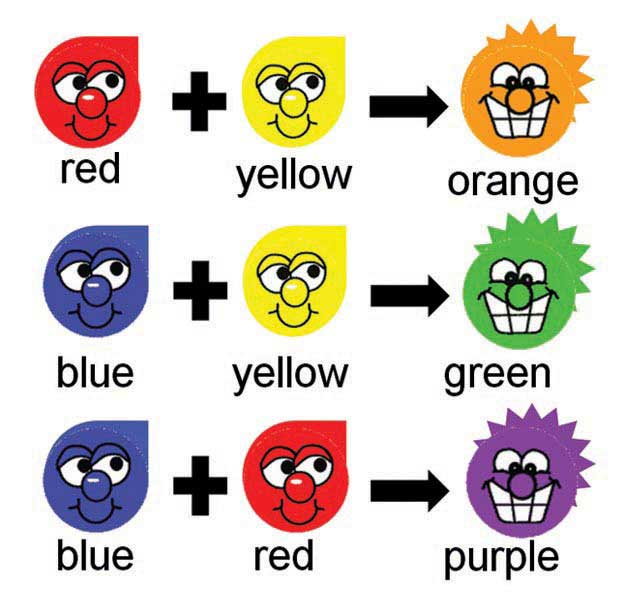 red yellow orange
blue yellow green
blue red purple